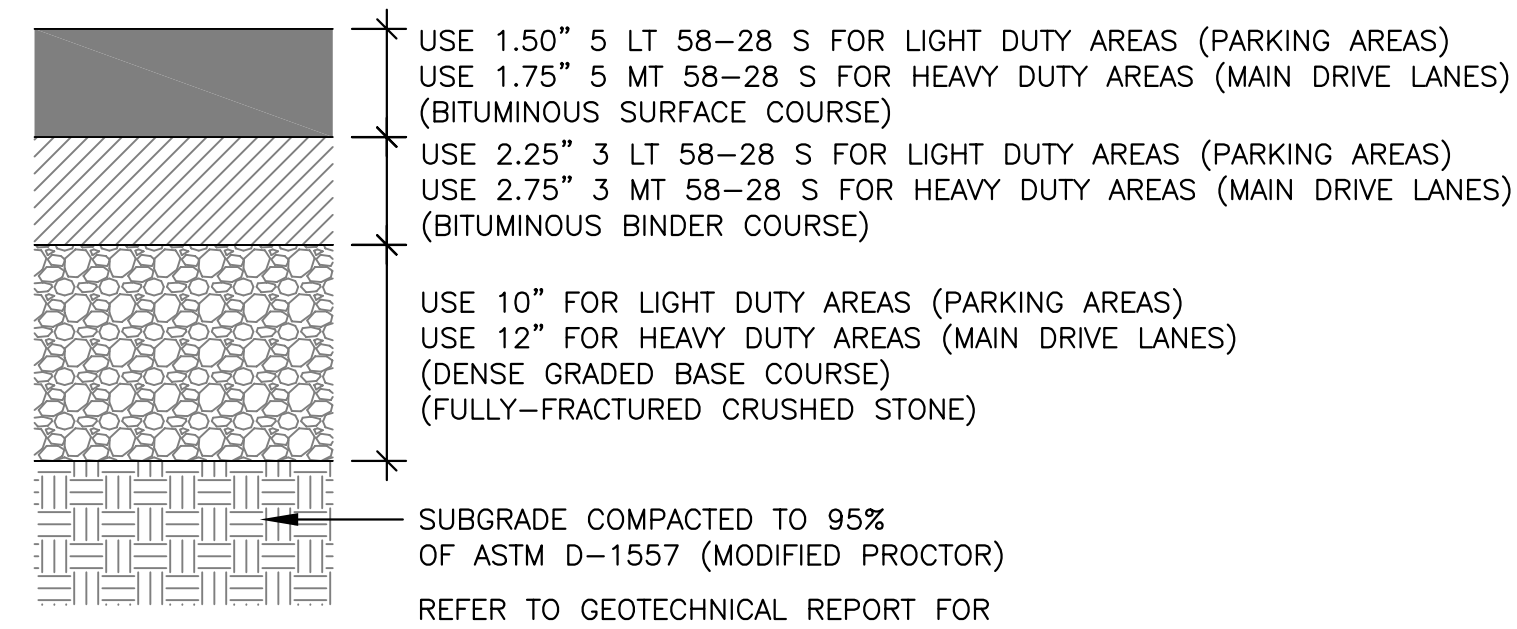 USE 1.50” 5 LT 58–28 S FOR LIGHT DUTY AREAS (PARKING AREAS)
USE 1.75” 5 MT 58–28 S FOR HEAVY DUTY AREAS (MAIN DRIVE LANES)
(BITUMINOUS SURFACE COURSE)
USE 2.25” 3 LT 58–28 S FOR LIGHT DUTY AREAS (PARKING AREAS)
USE 2.75” 3 MT 58–28 S FOR HEAVY DUTY AREAS (MAIN DRIVE LANES)
(BITUMINOUS BINDER COURSE)
USE 10” FOR LIGHT DUTY AREAS (PARKING AREAS)
USE 12” FOR HEAVY DUTY AREAS (MAIN DRIVE LANES)
(DENSE GRADED BASE COURSE)
(FULLY–FRACTURED CRUSHED STONE)
SUBGRADE COMPACTED TO 95%
OF ASTM D–1557 (MODIFIED PROCTOR)
REFER TO GEOTECHNICAL REPORT FOR